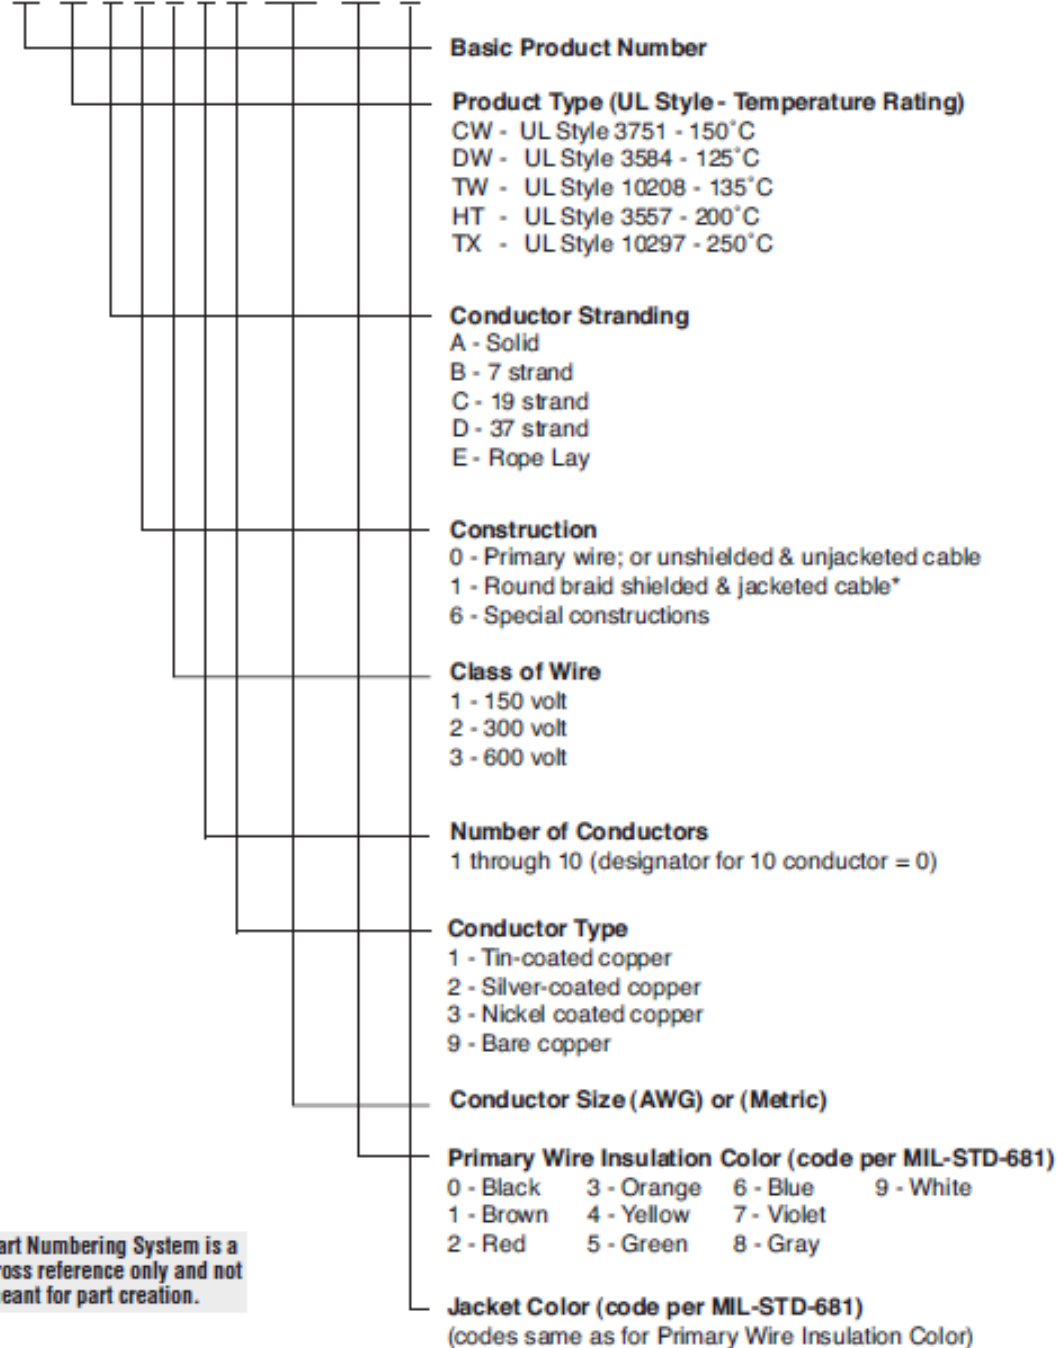 Basic Product Number
Product Type (UL Style - Temperature Rating)
CW - UL Style 3751 - 150˚C
DW - UL Style 3584 - 125˚C
TW - UL Style 10208 - 135˚C
HT - UL Style 3557 - 200˚C
TX - UL Style 10297 - 250˚C
Conductor Stranding
A - Solid
B - 7 strand
C - 19 strand
D - 37 strand
E - Rope Lay
Construction
0 - Primary wire; or unshielded & unjacketed cable
1 - Round braid shielded & jacketed cable*
6 - Special constructions
Class of Wire
1 - 150 volt
2 - 300 volt
3 - 600 volt
Number of Conductors
1 through 10 (designator for 10 conductor = 0)
Conductor Type
1 - Tin-coated copper
2 - Silver-coated copper
3 - Nickel coated copper
9 - Bare copper
Conductor Size (AWG) or (Metric)
Primary Wire Insulation Color (code per MIL-STD-681)
0 - Black 3 - Orange 6 - Blue 9 - White
1 - Brown 4 - Yellow 7 - Violet
2 - Red 5 - Green 8 - Gray
art Numbering System is a
ross reference only and not
eant for part creation.
Jacket Color (code per MIL-STD-681)
(codes same as for Primary Wire Insulation Color)